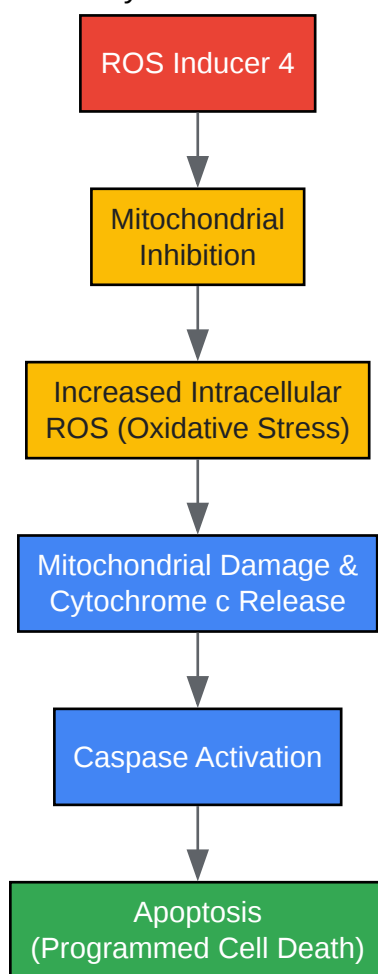 ROS Inducer 4
Mitochondrial
Inhibition
Increased Intracellular
ROS (Oxidative Stress)
Mitochondrial Damage &
Cytochrome c Release
Caspase Activation
Apoptosis
(Programmed Cell Death)